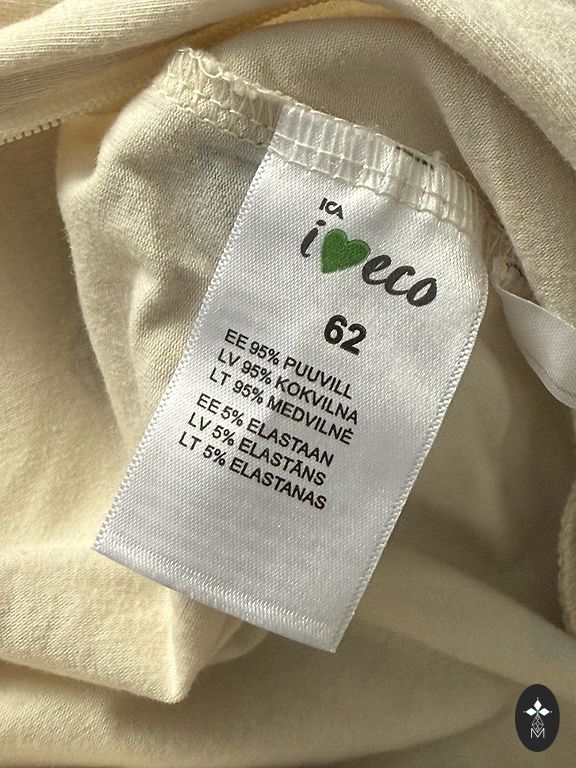 ICA
i♥eco
62
EE 95% PUUVILL
LV 95% KOKVILNA
LT 95% MEDVILNĖ
EE 5% ELASTAAN
LV 5% ELASTĀNS
LT 5% ELASTANAS